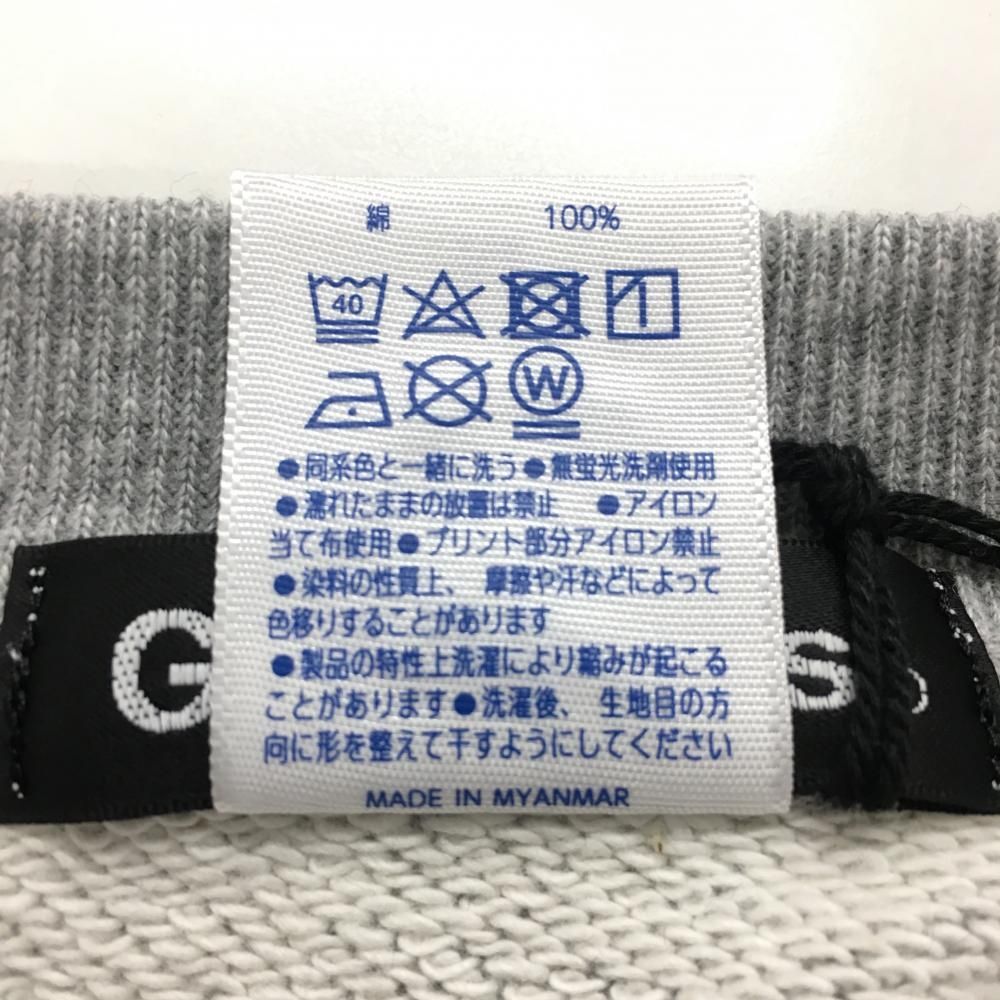 綿 100%
40
W
●同系色と一緒に洗う●無蛍光洗剤使用
●濡れたままの放置は禁止 ●アイロン
当て布使用●プリント部分アイロン禁止
●染料の性質上、 摩擦や汗などによって
色移りすることがあります
●製品の特性上洗濯により縮みが起こる
ことがあります●洗濯後、 生地目の方
向に形を整えて干すようにしてください
G S
MADE IN MYANMAR